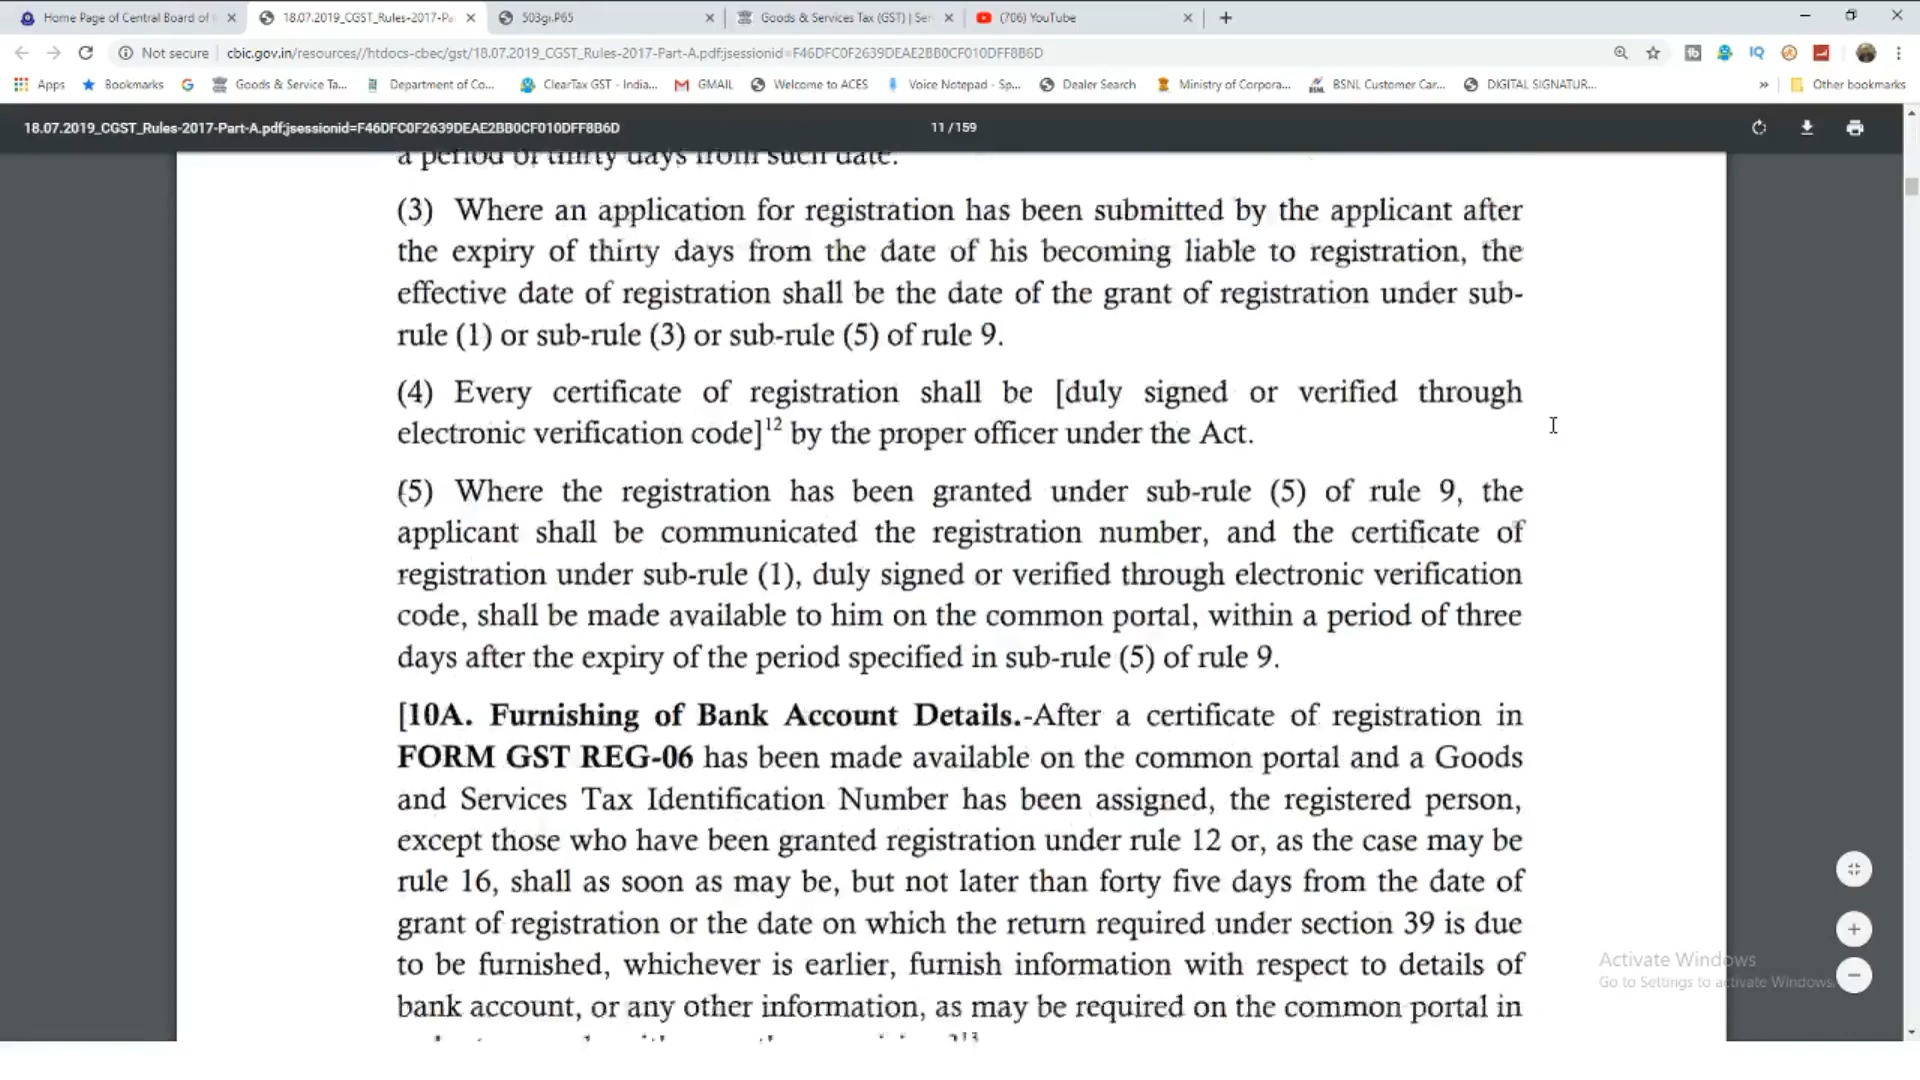 Home Page of Central Board of
18.07.2019_CGST_Rules-2017-Pa
503gi.P65
Goods & Services Tax (GST) | Ser
(706) YouTube
Not secure
cbic.gov.in/resources//htdocs-cbec/gst/18.07.2019_CGST_Rules-2017-Part-A.pdf;jsessionid=F46DFC0F2639DEAE2BB0CF010DFF8B6D
Apps
Bookmarks
Goods & Service Ta...
Department of Co...
ClearTax GST - India...
GMAIL
Welcome to ACES
Voice Notepad - Sp...
Dealer Search
Ministry of Corpora...
BSNL Customer Car...
DIGITAL SIGNATUR...
Other bookmarks
18.07.2019_CGST_Rules-2017-Part-A.pdf;jsessionid=F46DFC0F2639DEAE2BB0CF010DFF8B6D
11 / 159
a period of thirty days from such date.
(3) Where an application for registration has been submitted by the applicant after
the expiry of thirty days from the date of his becoming liable to registration, the
effective date of registration shall be the date of the grant of registration under sub-
rule (1) or sub-rule (3) or sub-rule (5) of rule 9.
(4) Every certificate of registration shall be [duly signed or verified through
electronic verification code]12 by the proper officer under the Act.
(5) Where the registration has been granted under sub-rule (5) of rule 9, the
applicant shall be communicated the registration number, and the certificate of
registration under sub-rule (1), duly signed or verified through electronic verification
code, shall be made available to him on the common portal, within a period of three
days after the expiry of the period specified in sub-rule (5) of rule 9.
[10A. Furnishing of Bank Account Details.-After a certificate of registration in
FORM GST REG-06 has been made available on the common portal and a Goods
and Services Tax Identification Number has been assigned, the registered person,
except those who have been granted registration under rule 12 or, as the case may be
rule 16, shall as soon as may be, but not later than forty five days from the date of
grant of registration or the date on which the return required under section 39 is due
to be furnished, whichever is earlier, furnish information with respect to details of
bank account, or any other information, as may be required on the common portal in
Activate Windows
Go to Settings to activate Windows.